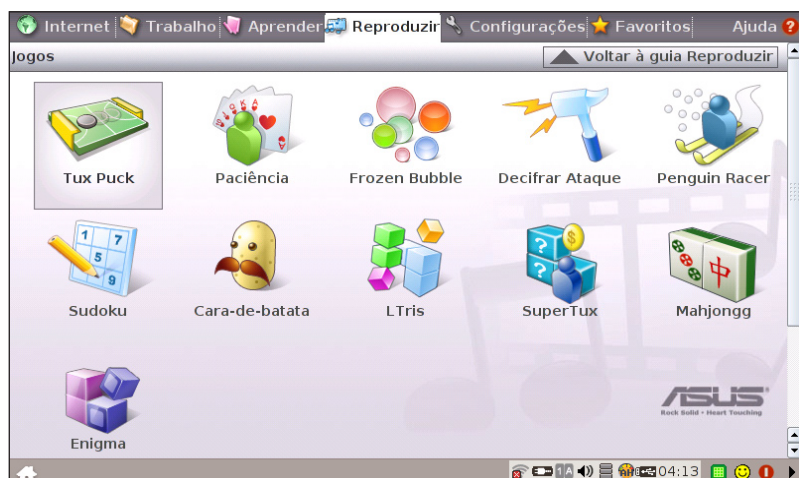 Internet Trabalho Aprender Reproduzir Configurações Favoritos Ajuda ?
Jogos Voltar à guia Reproduzir
Tux Puck Paciência Frozen Bubble Decifrar Ataque Penguin Racer
Sudoku Cara-de-batata LTris SuperTux Mahjongg
Enigma
ASUS
Rock Solid • Heart Touching
04:13